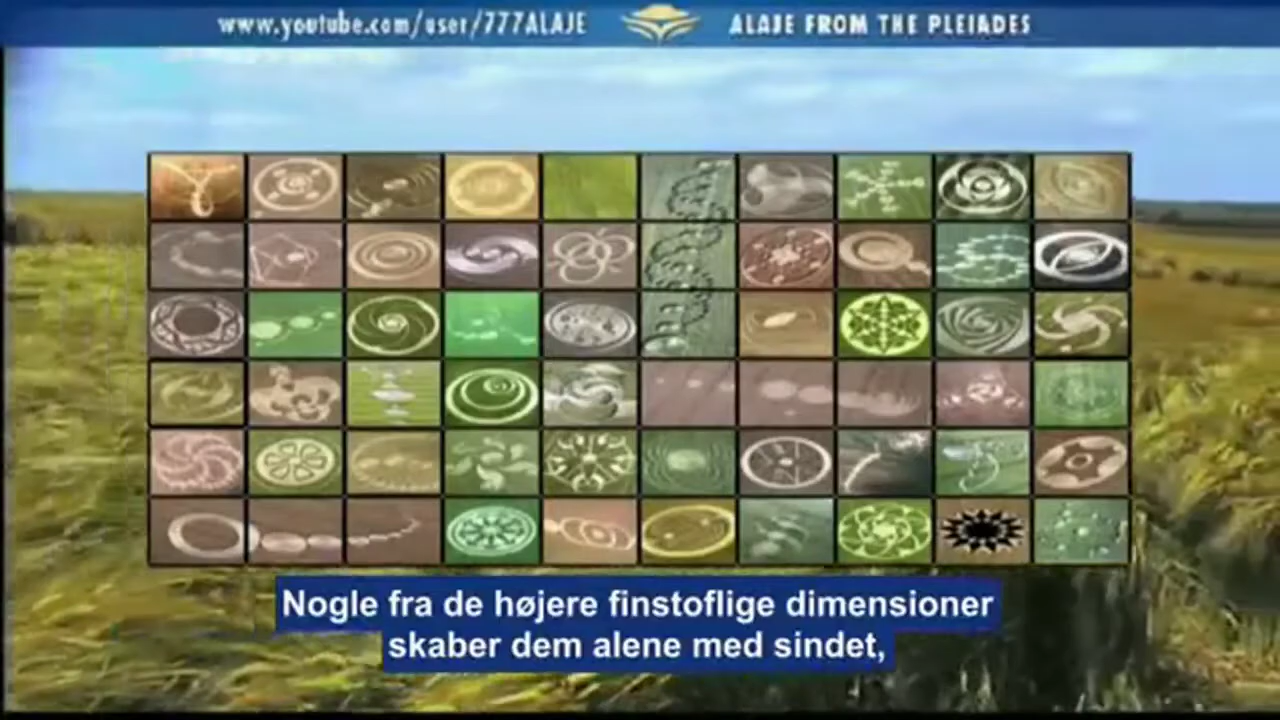 www.youtube.com/user/777ALAJE ALAJE FROM THE PLEIADES
Nogle fra de højere finstoflige dimensioner
skaber dem alene med sindet,